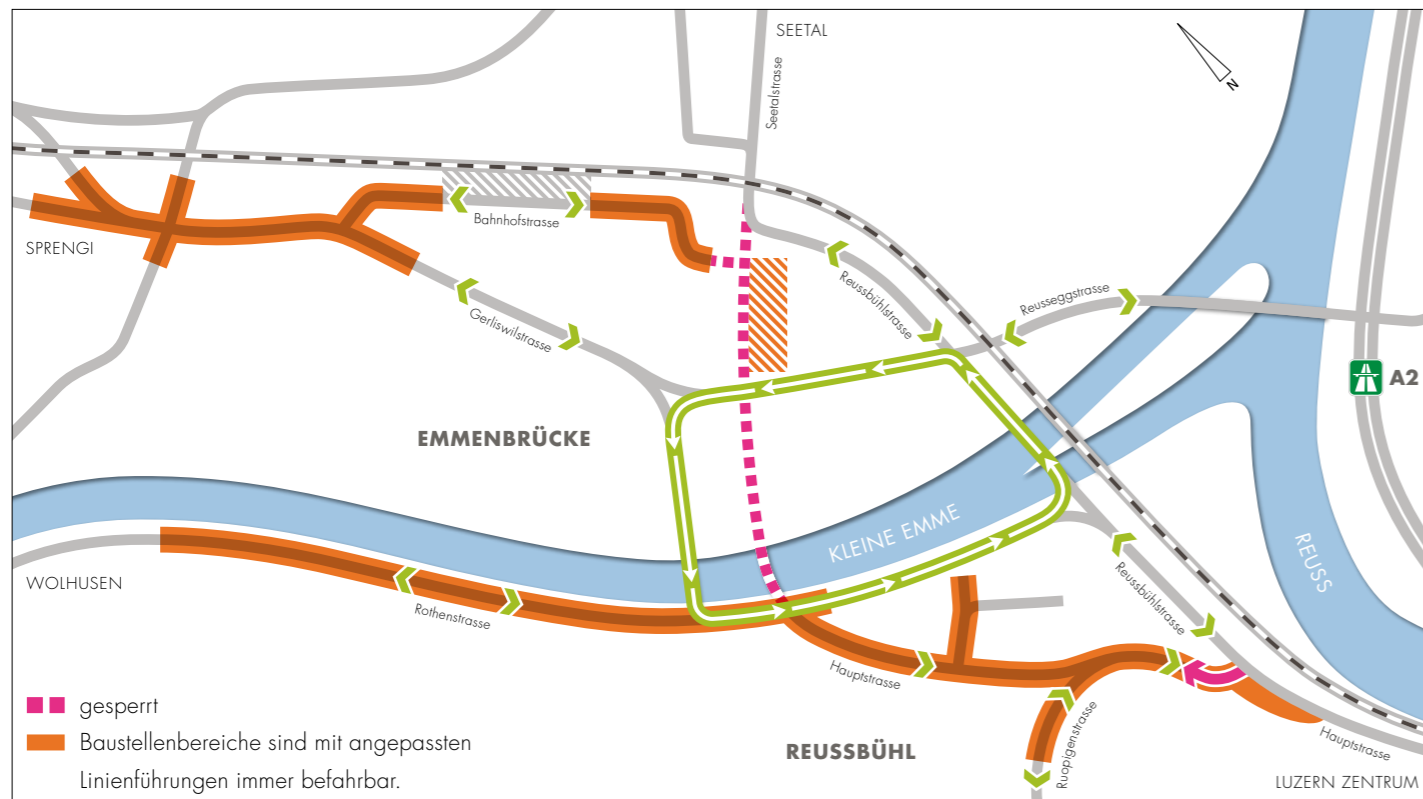 SEETAL
Seetalstrasse
N
SPRENGI
Bahnhofstrasse
Gerliswilstrasse
Reussbühlstrasse
Reusseggstrasse
A2
EMMENBRÜCKE
KLEINE EMME
REUSS
WOLHUSEN
Rothenstrasse
Reussbühlstrasse
Hauptstrasse
Ruopigenstrasse
Hauptstrasse
REUSSBÜHL
LUZERN ZENTRUM
gesperrt
Baustellenbereiche sind mit angepassten
Linienführungen immer befahrbar.